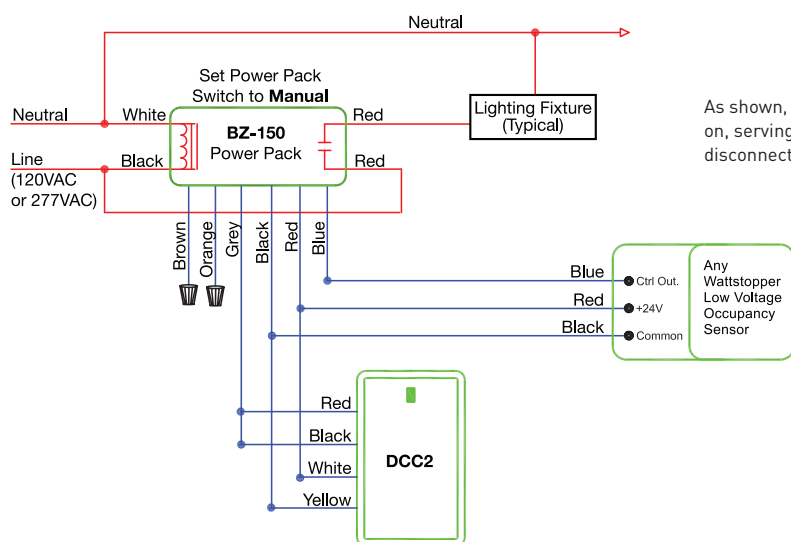 Neutral
Set Power Pack
Switch to Manual
Neutral
White
BZ-150
Power Pack
Red
Lighting Fixture
(Typical)
As shown,
on, serving
disconnect
Line
(120VAC
or 277VAC)
Black
Red
Brown
Orange
Grey
Black
Red
Blue
Blue
Ctrl Out.
Red
+24V
Black
Common
Any
Wattstopper
Low Voltage
Occupancy
Sensor
Red
Black
White
Yellow
DCC2